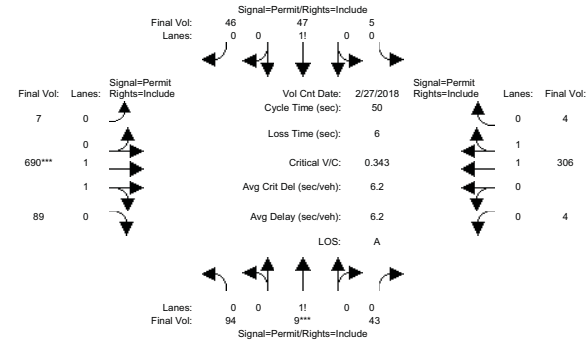 Signal=Permit/Rights=Include
Final Vol: 46 47 5
Lanes: 0 0 1! 0 0
Signal=Permit
Final Vol: Lanes: Rights=Include
Vol Cnt Date: 2/27/2018
Signal=Permit
Rights=Include Lanes: Final Vol:
Cycle Time (sec): 50
7 0
0 4
Loss Time (sec): 6
0
1
690*** 1
Critical V/C: 0.343
1 306
1
Avg Crit Del (sec/veh): 6.2
0
89 0
Avg Delay (sec/veh): 6.2
0 4
LOS: A
Lanes: 0 0 1! 0 0
Final Vol: 94 9*** 43
Signal=Permit/Rights=Include